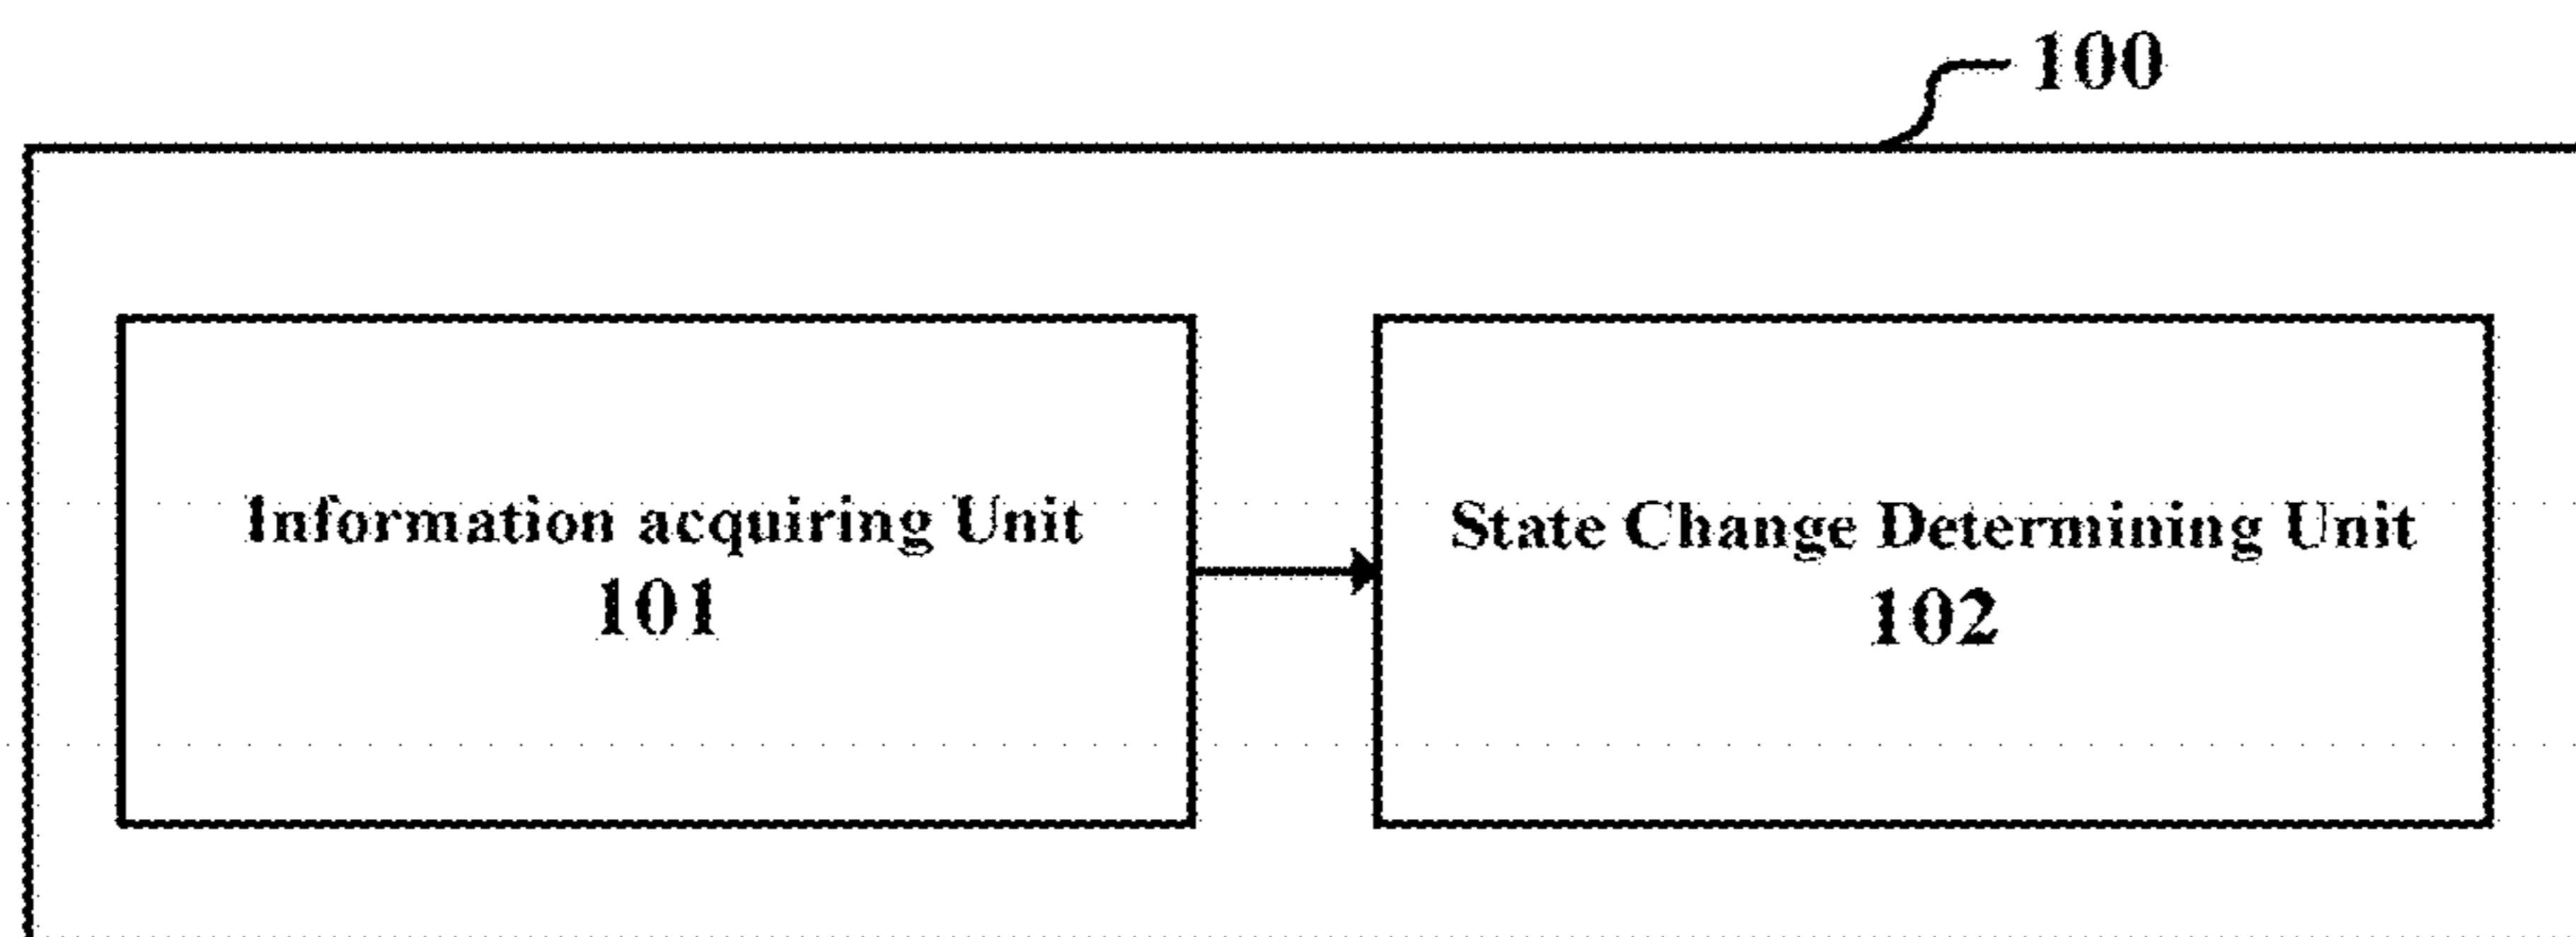 100
Information acquiring Unit
101
State Change Determining Unit
102